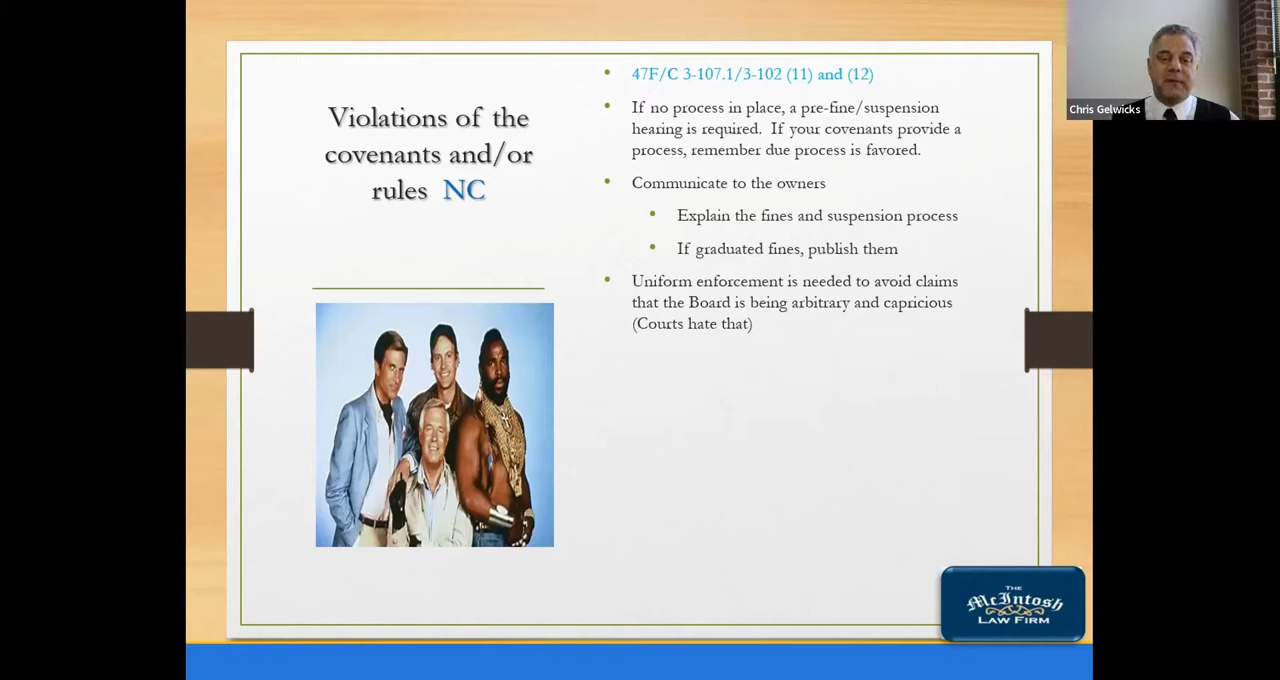 Violations of the
covenants and/or
rules NC
47F/C 3-107.1/3-102 (11) and (12)
If no process in place, a pre-fine/suspension
hearing is required. If your covenants provide a
process, remember due process is favored.
Communicate to the owners
Explain the fines and suspension process
If graduated fines, publish them
Uniform enforcement is needed to avoid claims
that the Board is being arbitrary and capricious
(Courts hate that)
Chris Gelwicks
THE
McIntosh
LAW FIRM